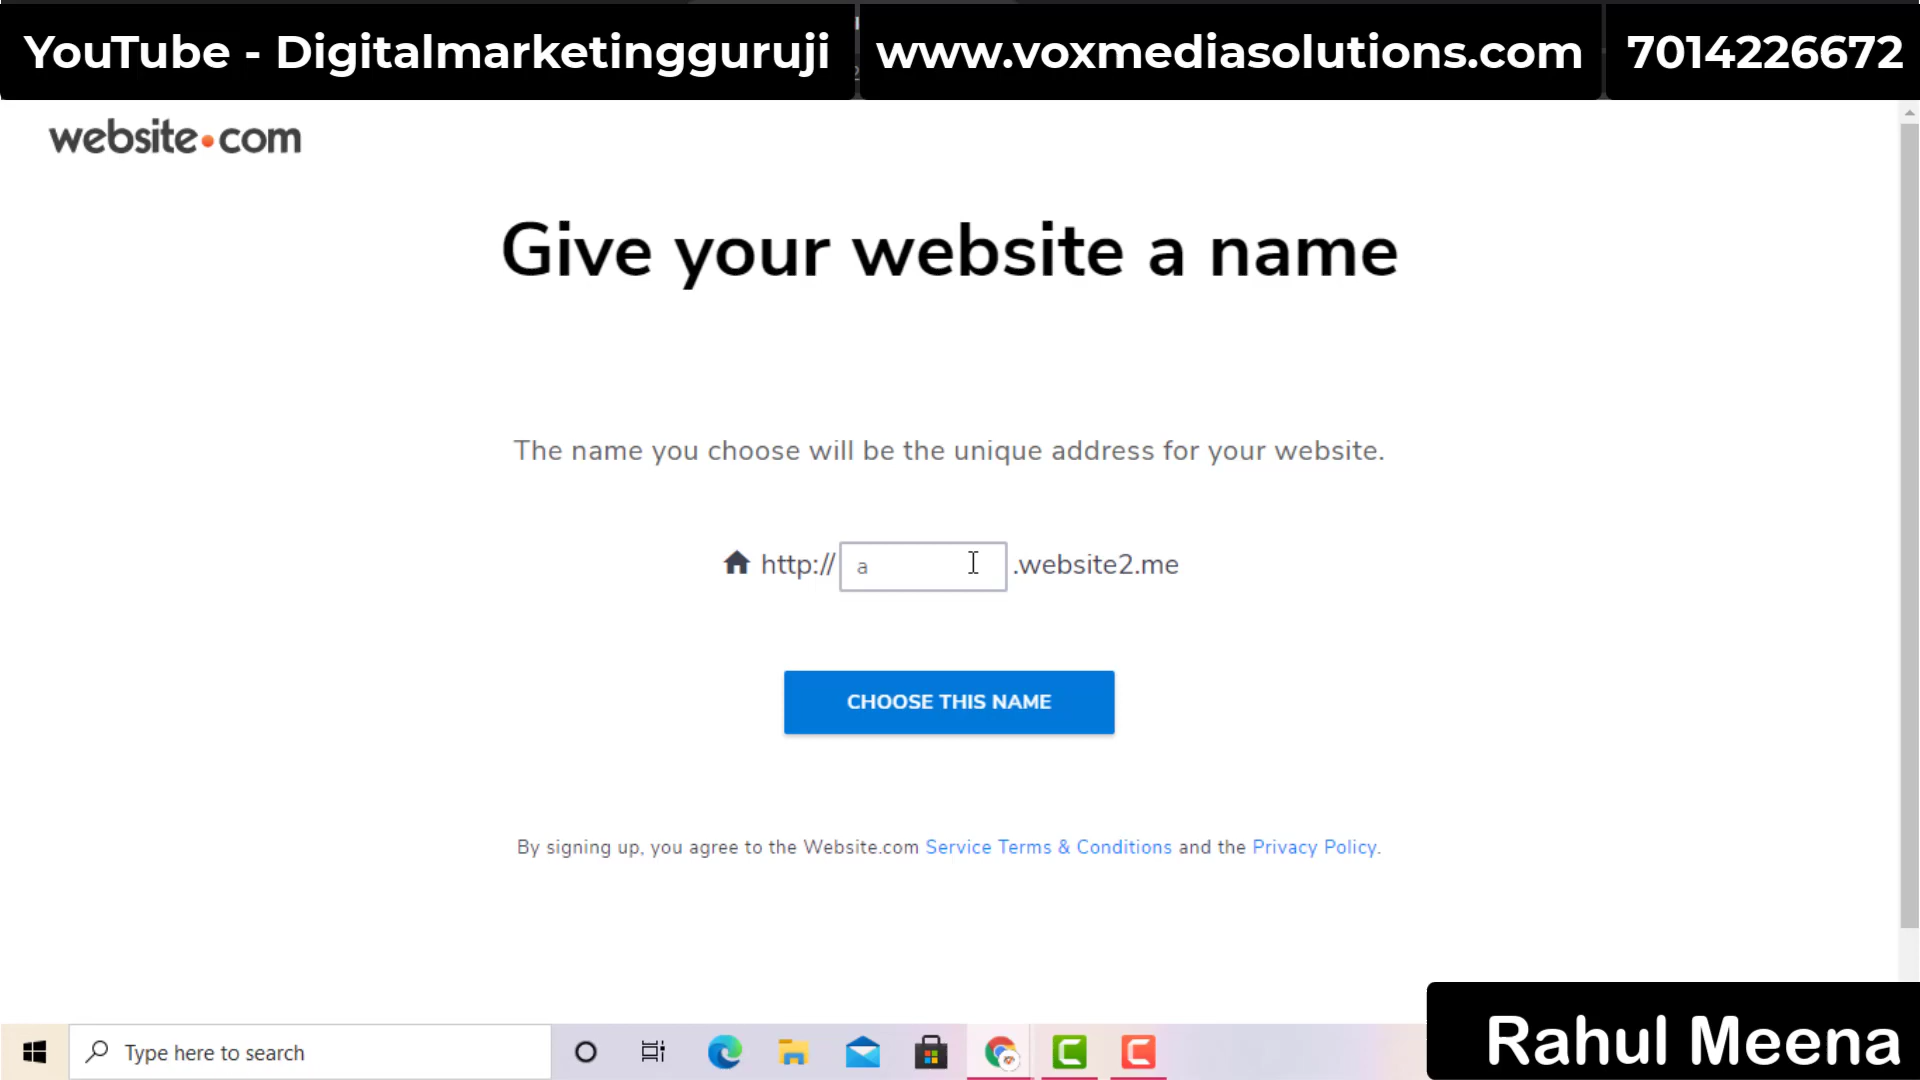 YouTube - Digitalmarketingguruji
www.voxmediasolutions.com
7014226672
website.com
Give your website a name
The name you choose will be the unique address for your website.
http:// a .website2.me
CHOOSE THIS NAME
By signing up, you agree to the Website.com Service Terms & Conditions and the Privacy Policy.
Type here to search
Rahul Meena